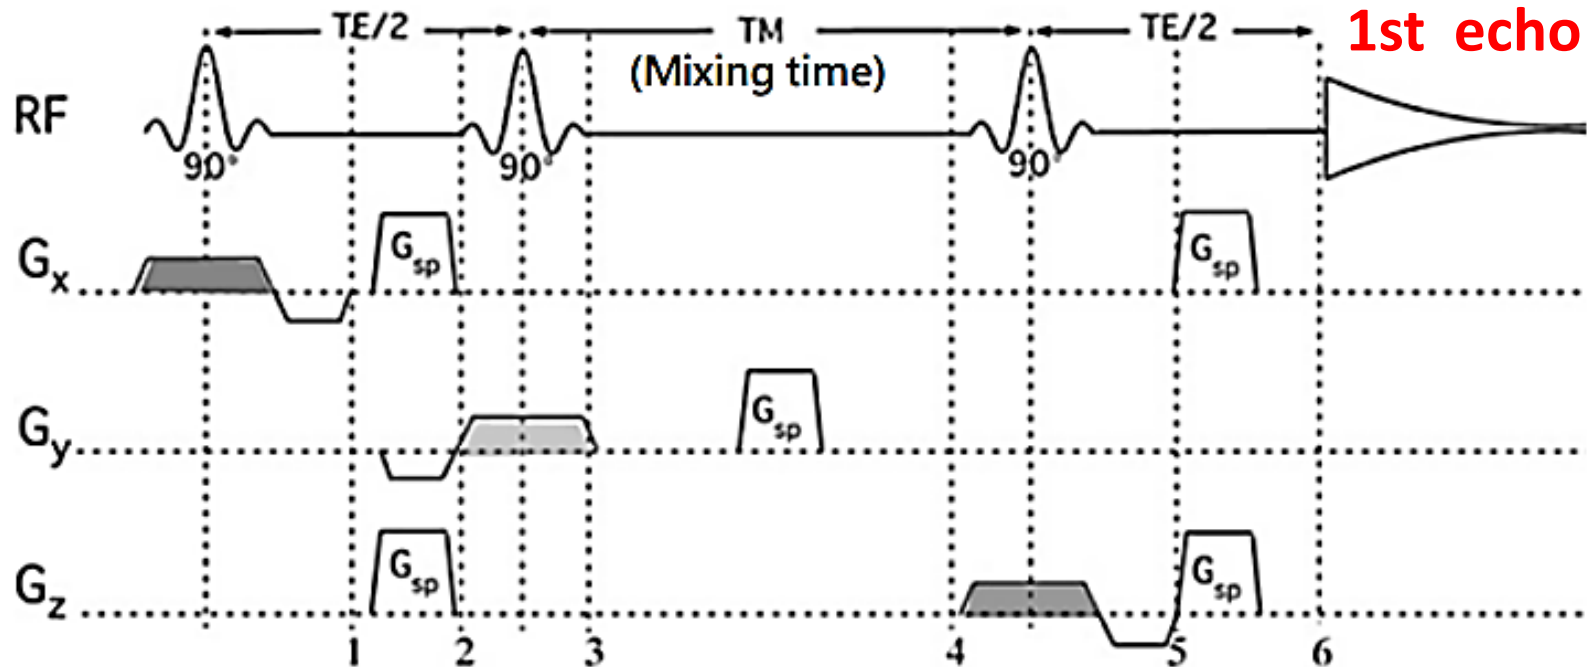 TE/2 TM TE/2 1st echo
(Mixing time)
RF
90° 90° 90°
Gx Gsp Gsp
Gy Gsp
Gz Gsp Gsp
1 2 3 4 5 6